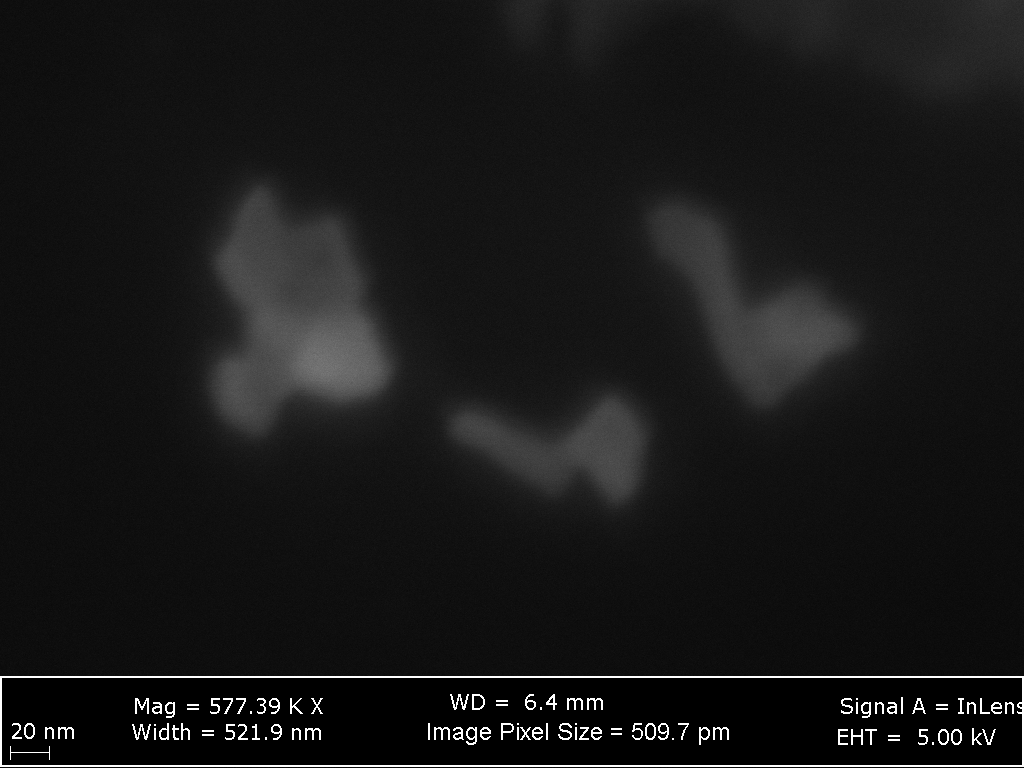 Mag = 577.39 K X
WD = 6.4 mm
Signal A = InLens
20 nm
Width = 521.9 nm
Image Pixel Size = 509.7 pm
EHT = 5.00 kV